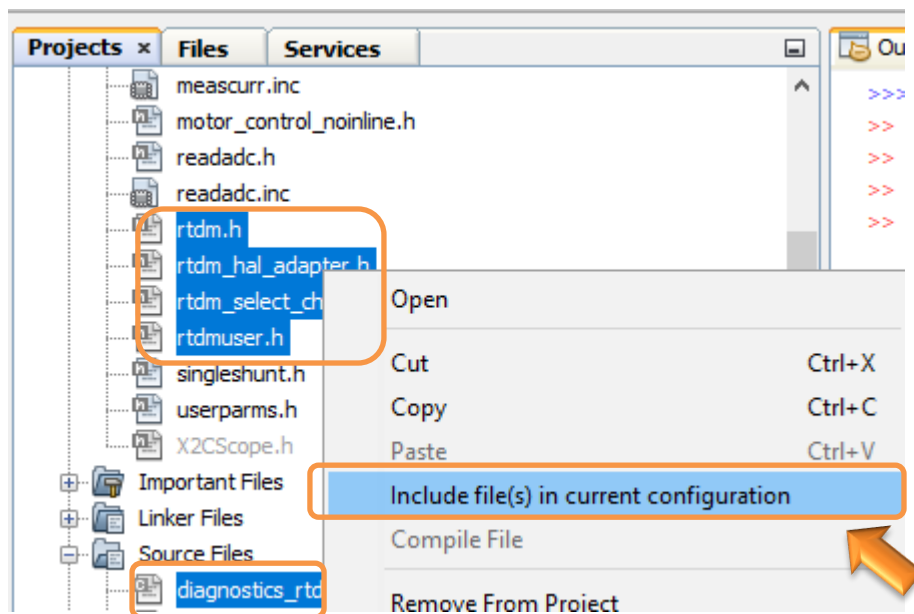 Projects × Files Services Ou
meascurr.inc
motor_control_noinline.h
readadc.h
readadc.inc
rtdm.h
rtdm_hal_adapter.h
rtdm_select_ch
rtdmuser.h
singleshunt.h
userparms.h
X2CScope.h
Important Files
Linker Files
Source Files
diagnostics_rtd
>>>
>>
>>
>>
>>
Open
Cut Ctrl+X
Copy Ctrl+C
Paste Ctrl+V
Include file(s) in current configuration
Compile File
Remove From Project